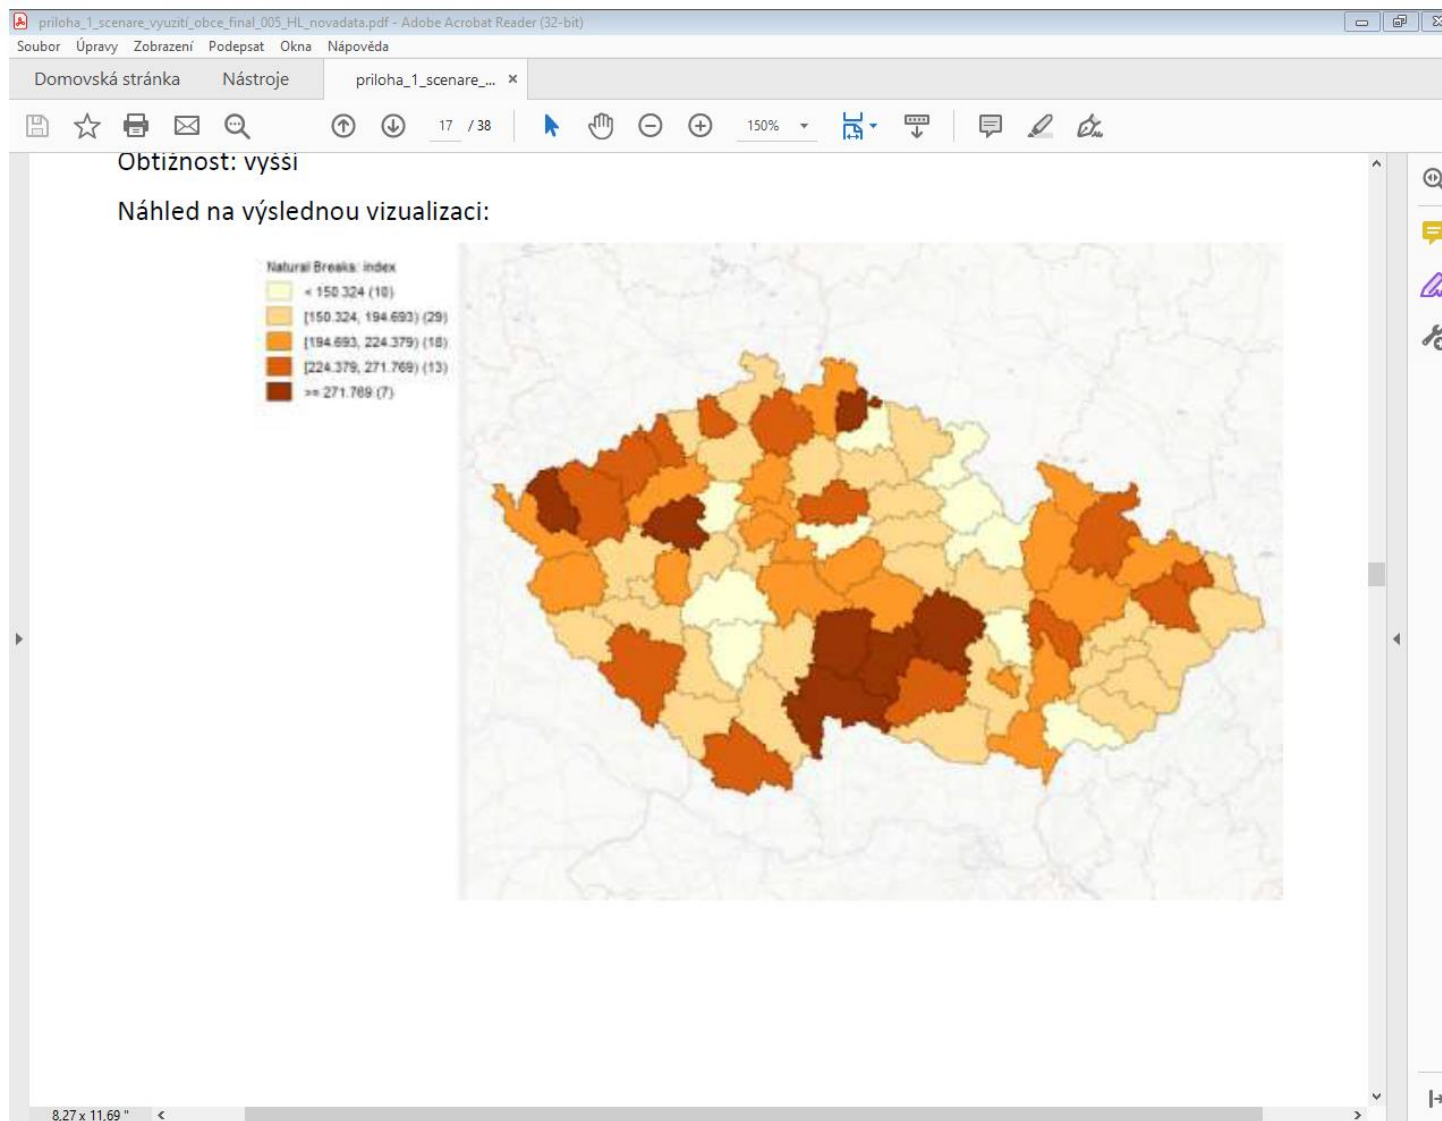 priloha_1_scenare_vyuzití_obce_final_005_HL_novadata.pdf - Adobe Acrobat Reader (32-bit)
Soubor Úpravy Zobrazení Podepsat Okna Nápověda
Domovská stránka Nástroje priloha_1_scenare_... ×
17 / 38 150%
Obtížnost: vyšší
Náhled na výslednou vizualizaci:
Natural Breaks: index
< 150.324 (10)
[150.324, 194.693) (29)
[194.693, 224.379) (18)
[224.379, 271.769) (13)
>= 271.769 (7)
8,27 x 11,69 "